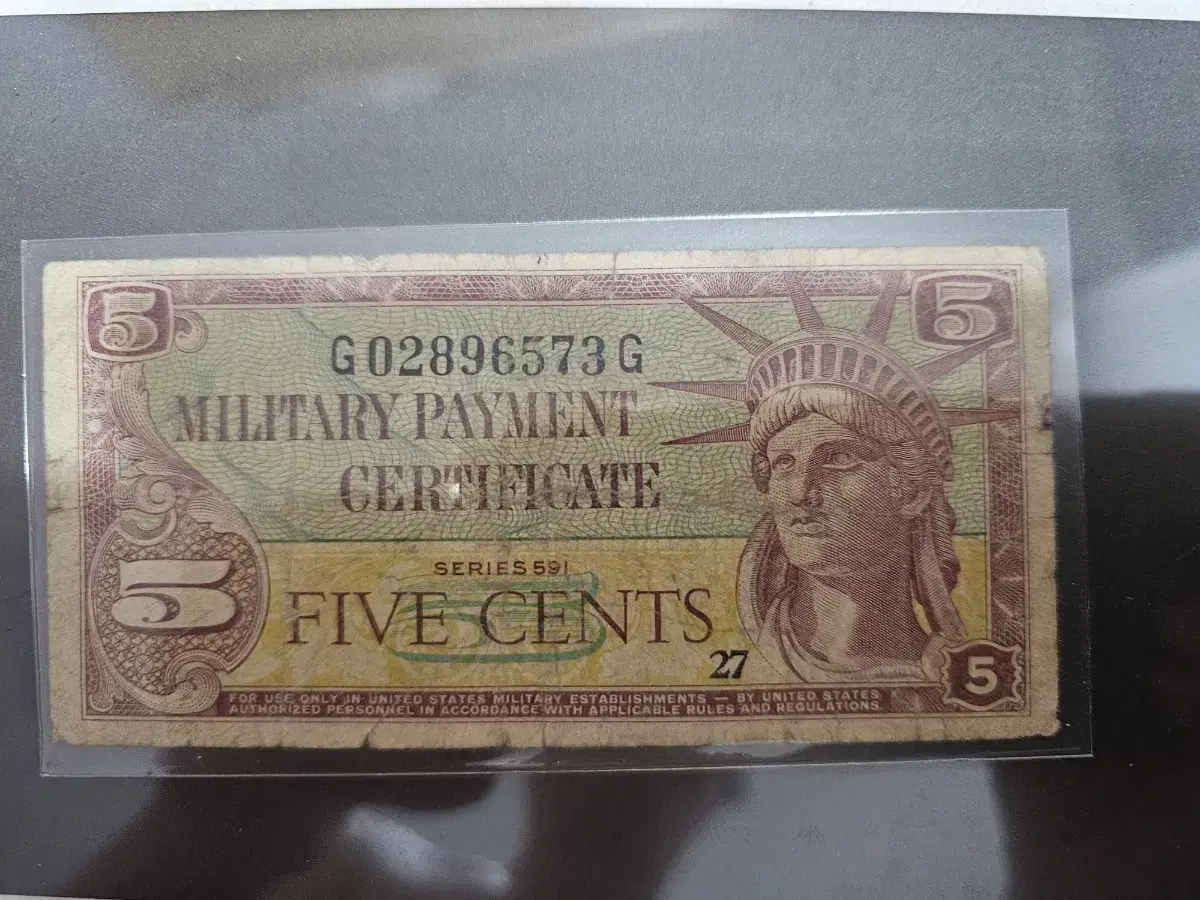 5 5
G02896573G
MILITARY PAYMENT
CERTIFICATE
SERIES 591
5 FIVE CENTS
27
5
FOR USE ONLY IN UNITED STATES MILITARY ESTABLISHMENTS — BY UNITED STATES
AUTHORIZED PERSONNEL IN ACCORDANCE WITH APPLICABLE RULES AND REGULATIONS.